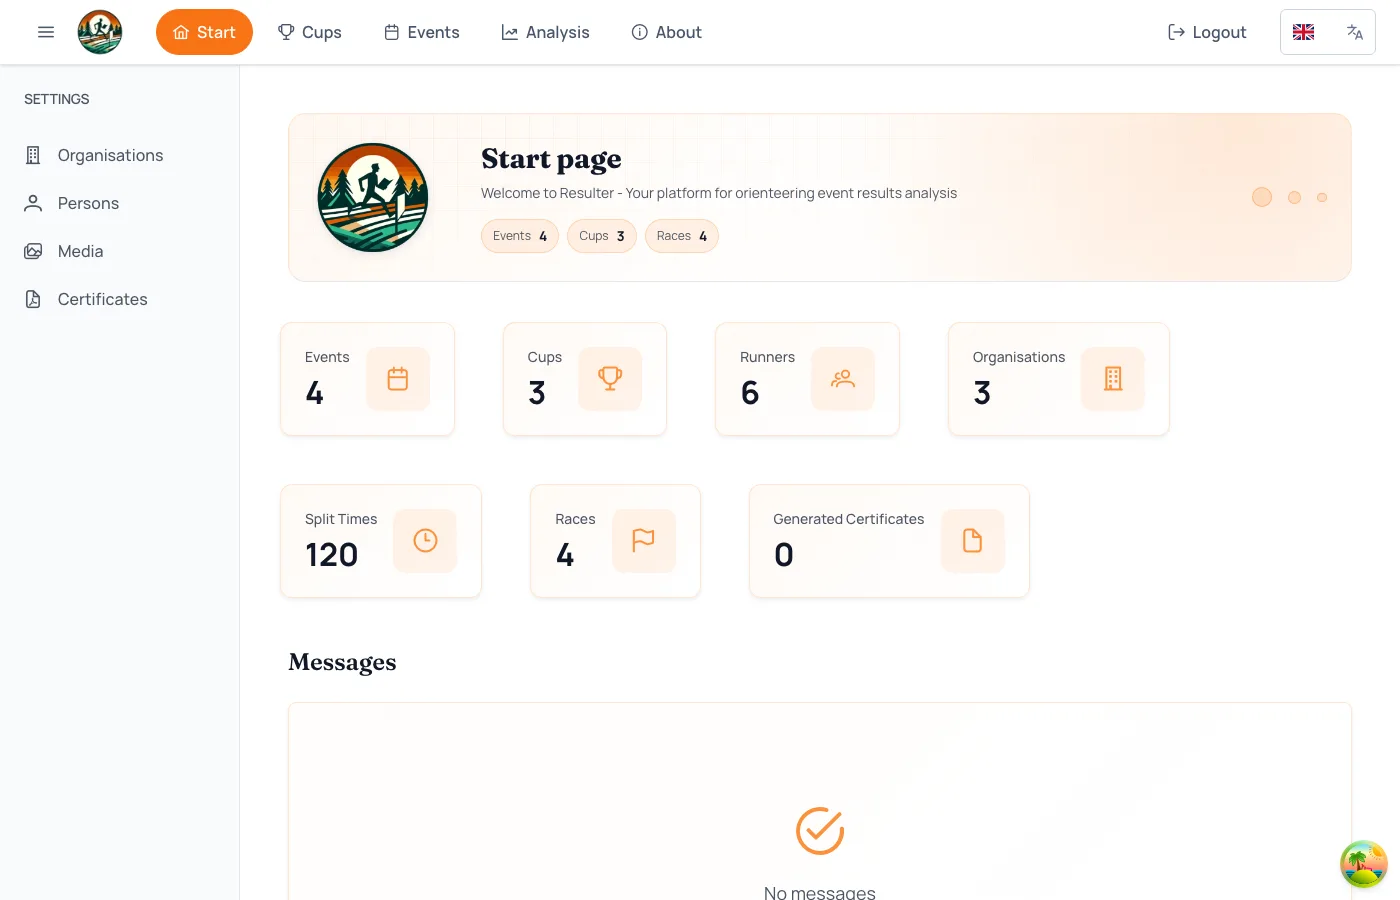 Start
Cups
Events
Analysis
About
Logout
SETTINGS
Organisations
Persons
Media
Certificates
Start page
Welcome to Resulter - Your platform for orienteering event results analysis
Events 4
Cups 3
Races 4
Events
4
Cups
3
Runners
6
Organisations
3
Split Times
120
Races
4
Generated Certificates
0
Messages
No messages